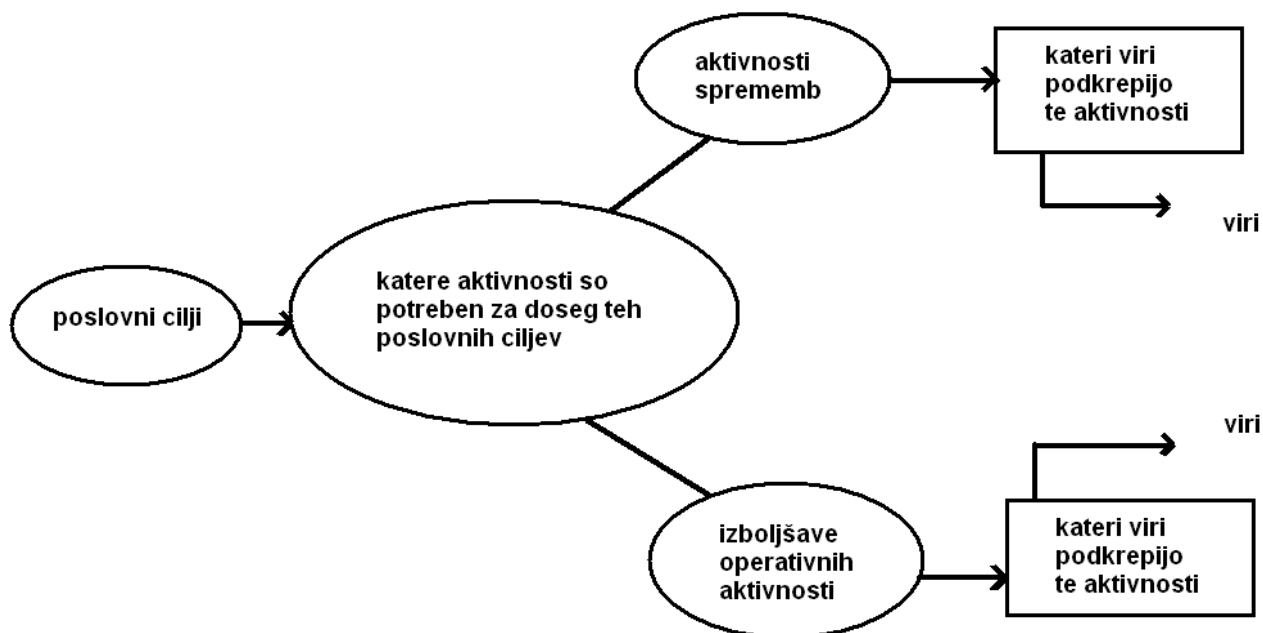 poslovni cilji
katere aktivnosti so
potreben za doseg teh
poslovnih ciljev
aktivnosti
sprememb
kateri viri
podkrepijo
te aktivnosti
viri
izboljšave
operativnih
aktivnosti
kateri viri
podkrepijo
te aktivnosti
viri